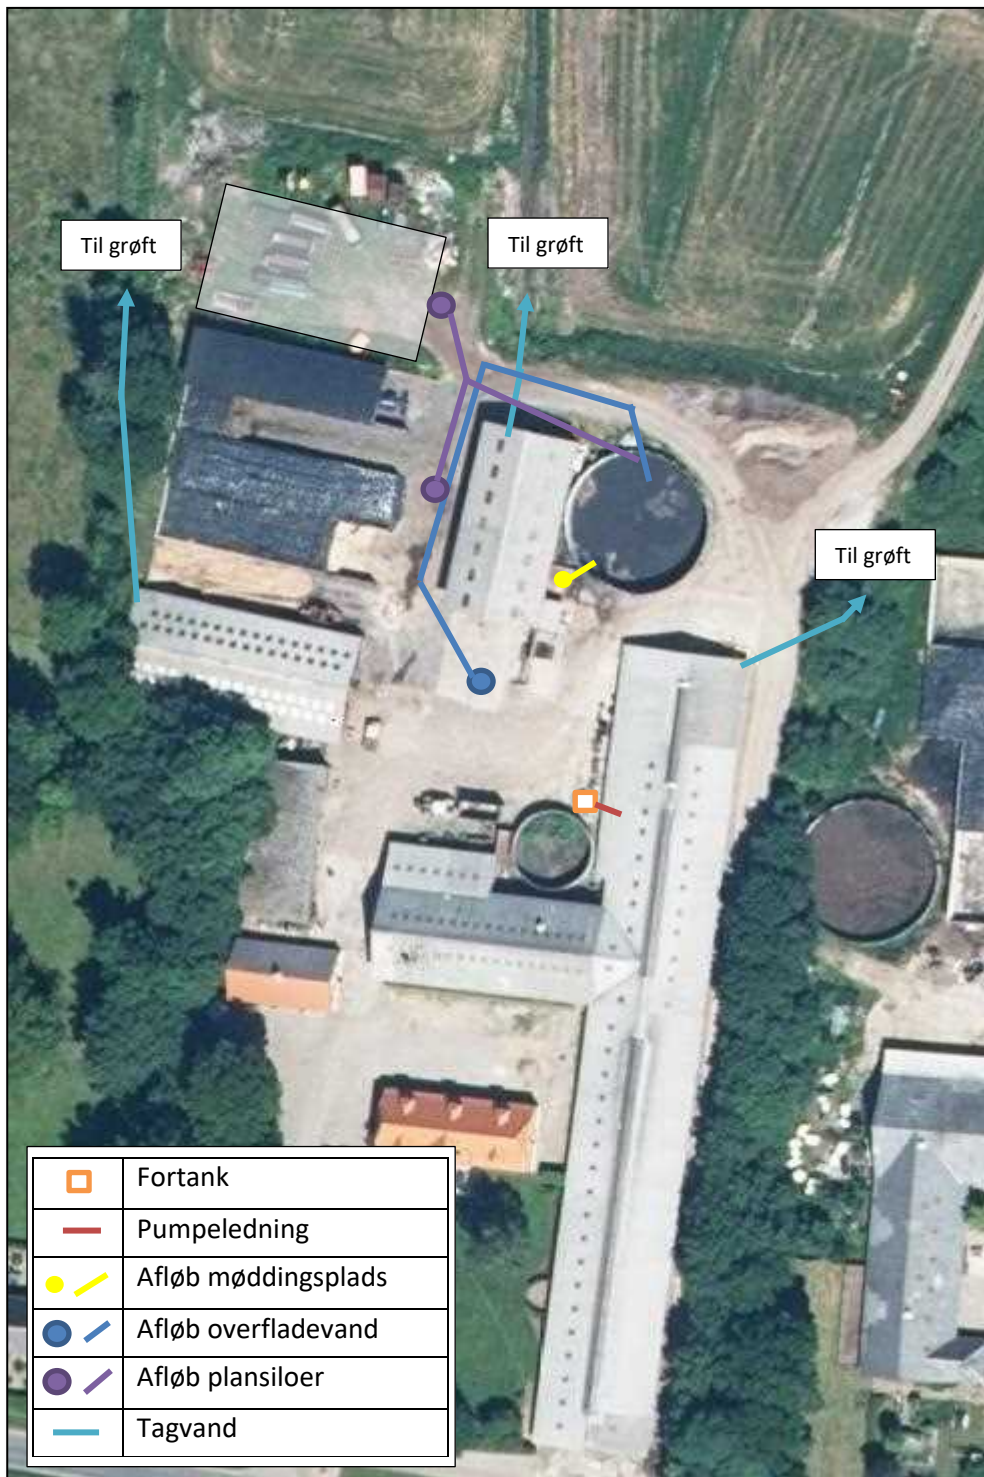 Til grøft
Til grøft
Til grøft
Fortank
Pumpeledning
Afløb møddingsplads
Afløb overfladevand
Afløb plansiloer
Tagvand